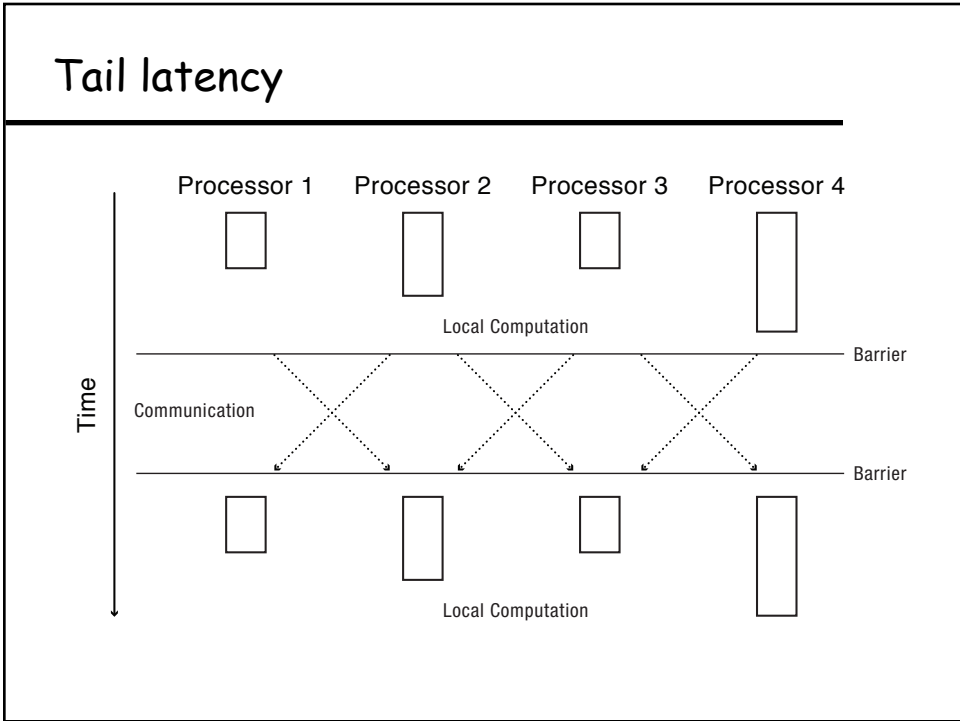 Tail latency
Processor 1 Processor 2 Processor 3 Processor 4
Local Computation
Barrier
Time
Communication
Barrier
Local Computation